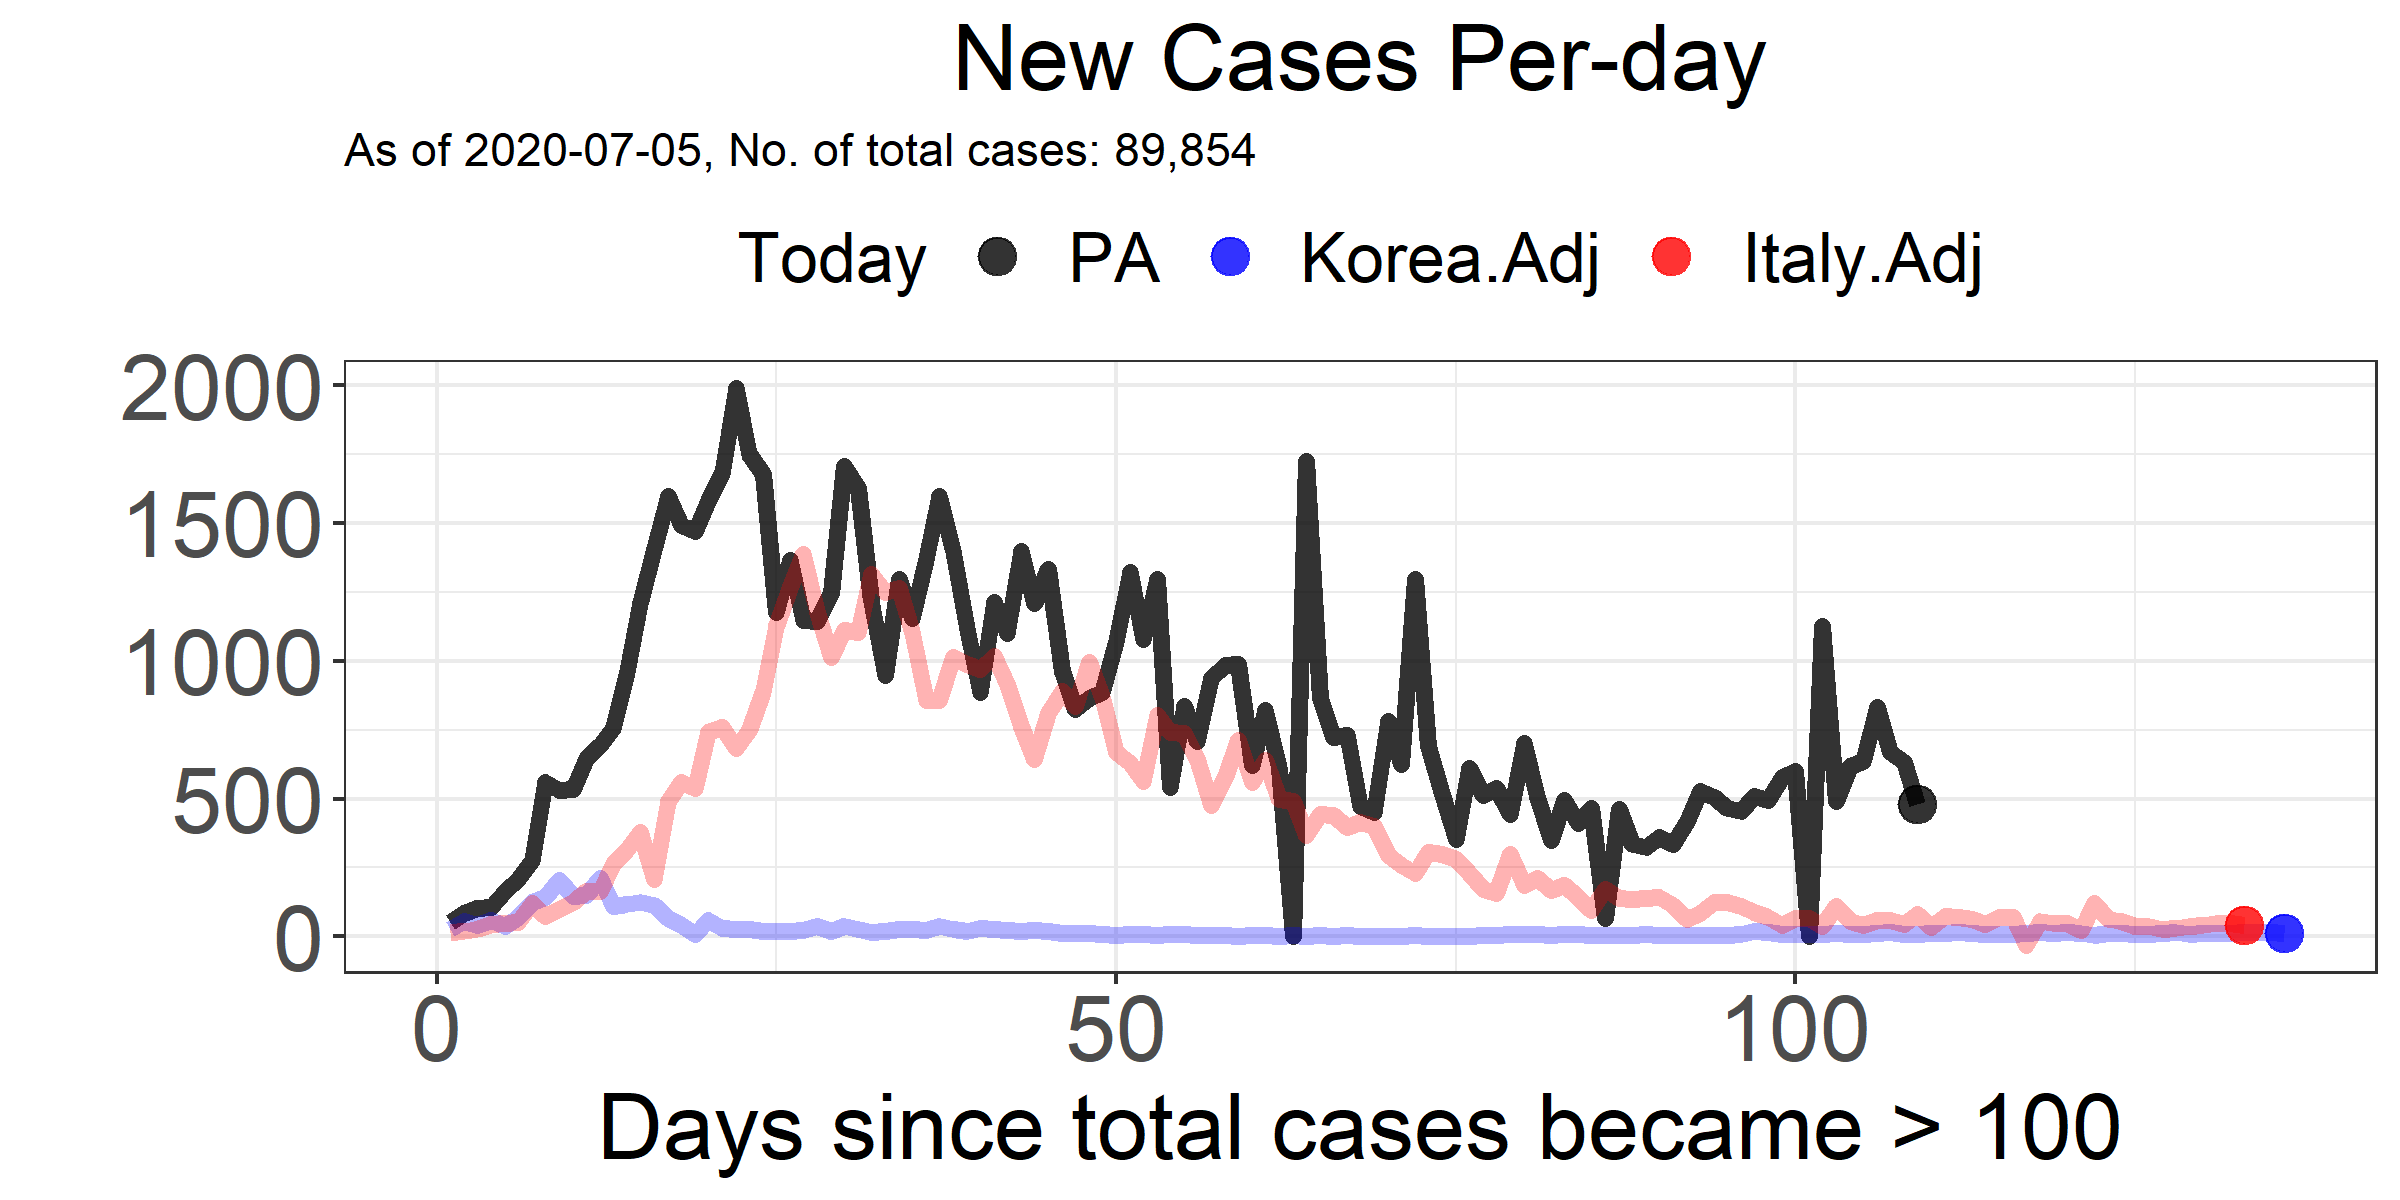 New Cases Per-day
As of 2020-07-05, No. of total cases: 89,854
Today PA Korea.Adj Italy.Adj
2000
1500
1000
500
0
0 50 100
Days since total cases became > 100